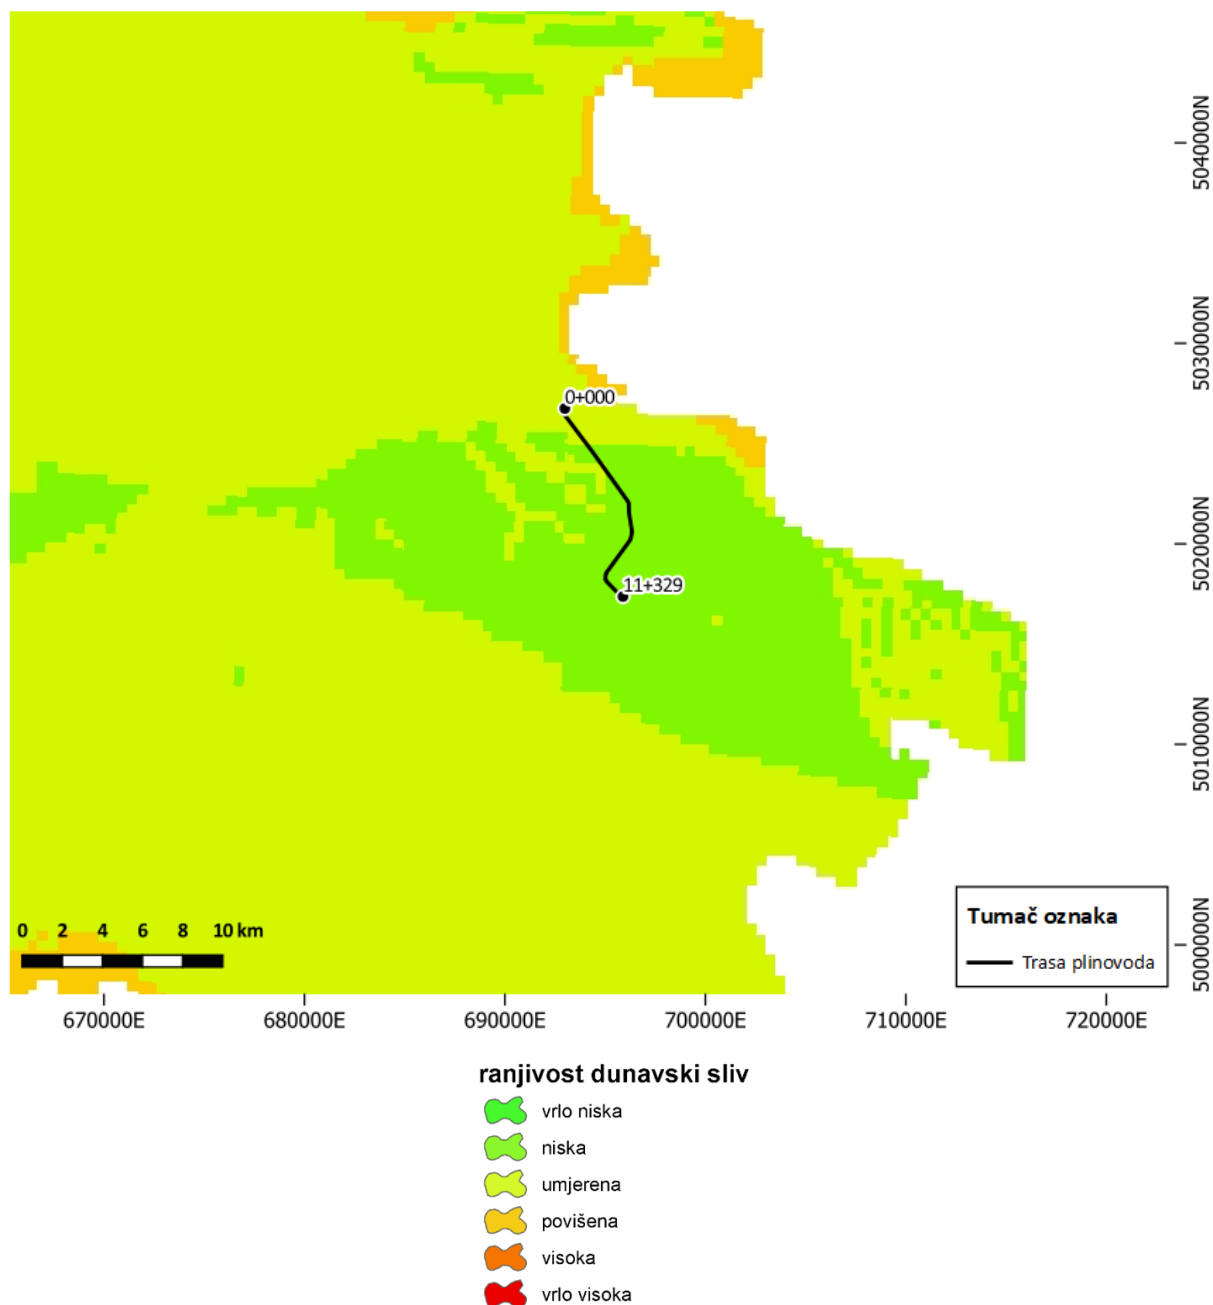 5040000N
5030000N
0+000
5020000N
11+329
5010000N
Tumač oznaka
Trasa plinovoda
5000000N
0 2 4 6 8 10 km
670000E 680000E 690000E 700000E 710000E 720000E
ranjivost dunavski sliv
vrlo niska
niska
umjerena
povišena
visoka
vrlo visoka